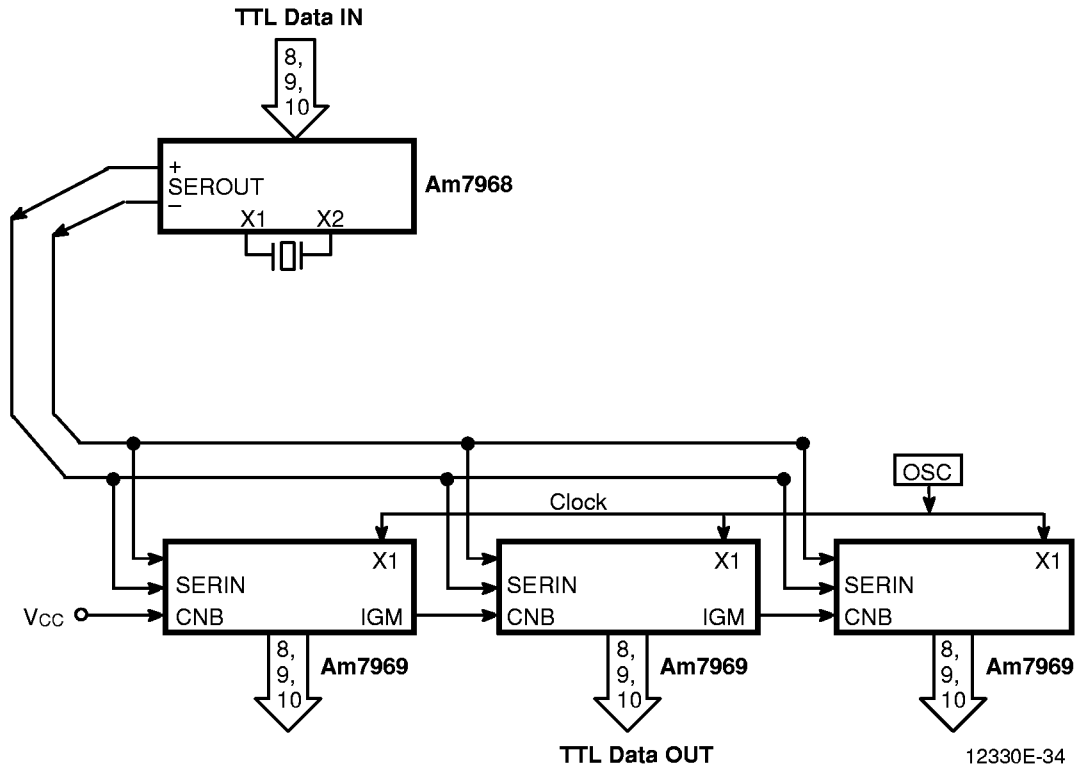 TTL Data IN
8,
9,
10
+
SEROUT
–
X1 X2
Am7968
OSC
Clock
X1
SERIN
CNB IGM
VCC
X1
SERIN
CNB IGM
X1
SERIN
CNB
8,
9,
10
Am7969
8,
9,
10
Am7969
8,
9,
10
Am7969
TTL Data OUT
12330E-34